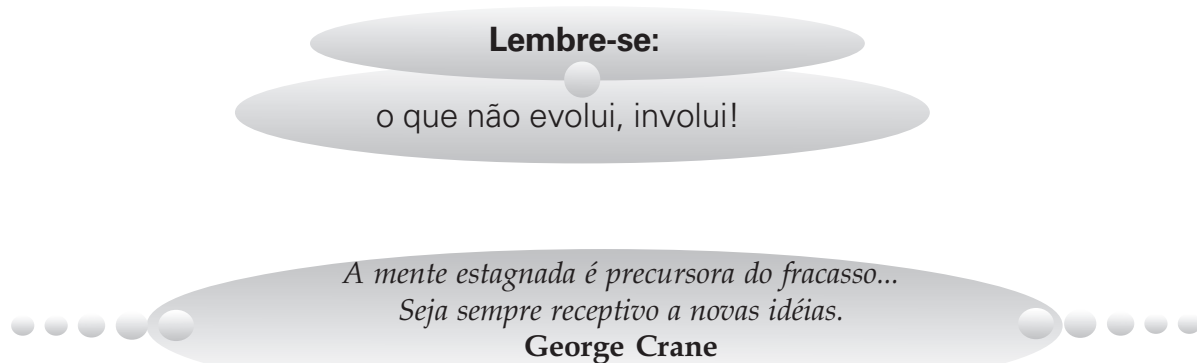 Lembre-se:
o que não evolui, involui!
A mente estagnada é precursora do fracasso...
Seja sempre receptivo a novas idéias.
George Crane